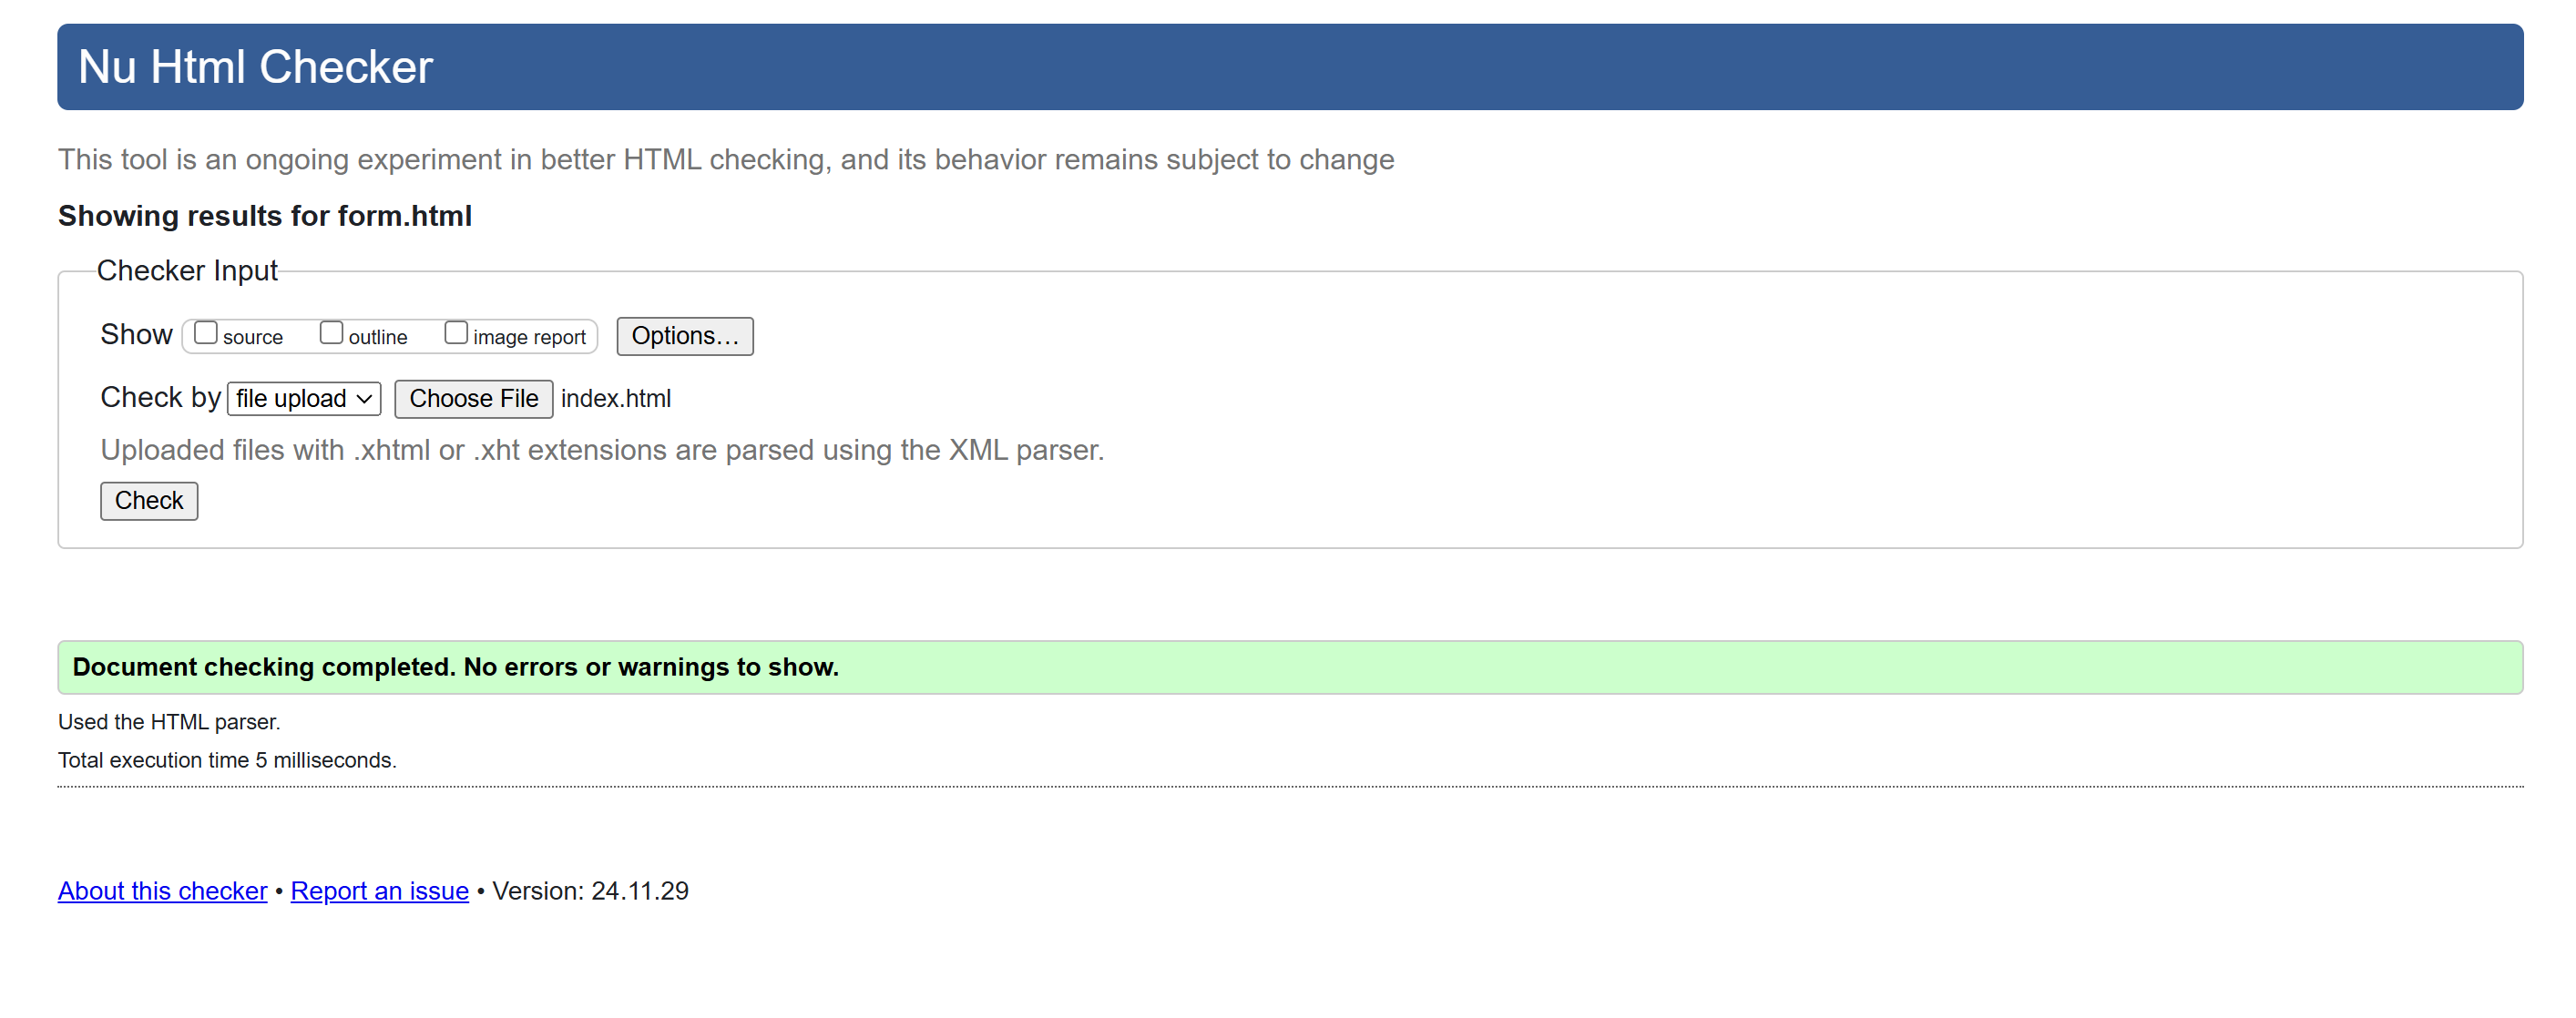 Nu Html Checker
This tool is an ongoing experiment in better HTML checking, and its behavior remains subject to change
Showing results for form.html
Checker Input
Show source outline image report Options…
Check by file upload Choose File index.html
Uploaded files with .xhtml or .xht extensions are parsed using the XML parser.
Check
Document checking completed. No errors or warnings to show.
Used the HTML parser.
Total execution time 5 milliseconds.
About this checker • Report an issue • Version: 24.11.29